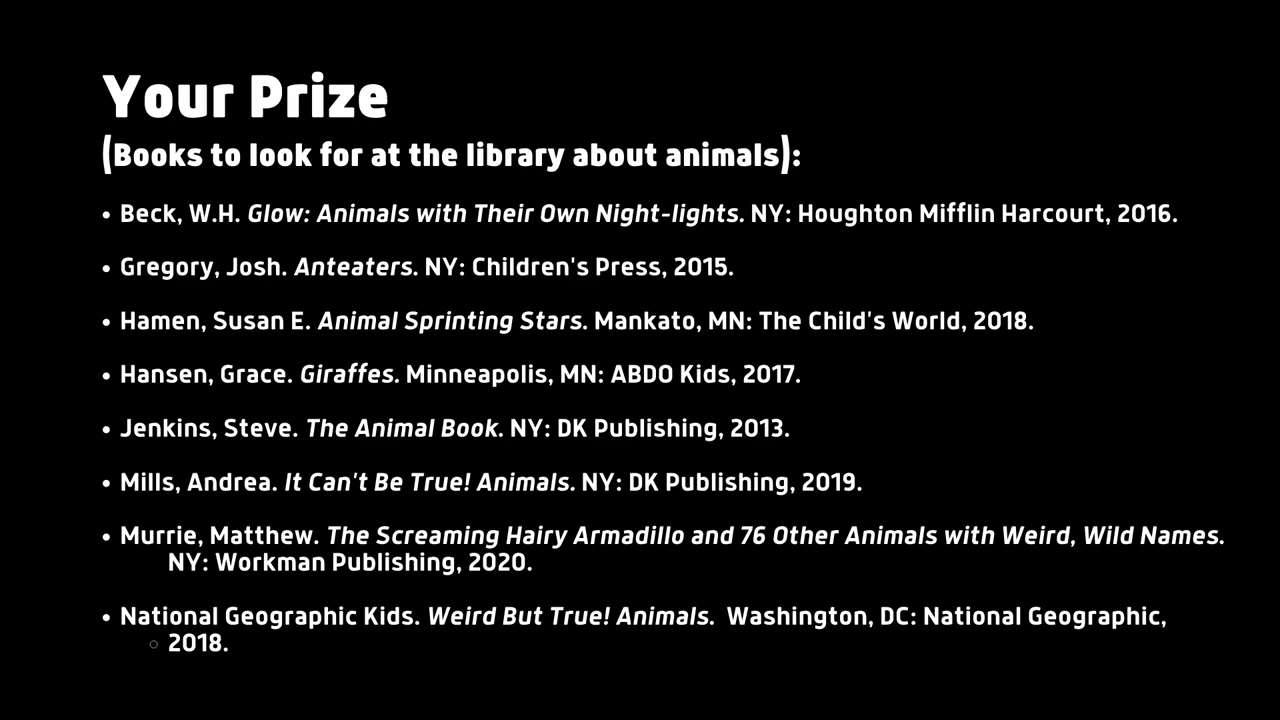 Your Prize
(Books to look for at the library about animals):
• Beck, W.H. Glow: Animals with Their Own Night-lights. NY: Houghton Mifflin Harcourt, 2016.
• Gregory, Josh. Anteaters. NY: Children's Press, 2015.
• Hamen, Susan E. Animal Sprinting Stars. Mankato, MN: The Child's World, 2018.
• Hansen, Grace. Giraffes. Minneapolis, MN: ABDO Kids, 2017.
• Jenkins, Steve. The Animal Book. NY: DK Publishing, 2013.
• Mills, Andrea. It Can't Be True! Animals. NY: DK Publishing, 2019.
• Murrie, Matthew. The Screaming Hairy Armadillo and 76 Other Animals with Weird, Wild Names.
NY: Workman Publishing, 2020.
• National Geographic Kids. Weird But True! Animals. Washington, DC: National Geographic,
○ 2018.